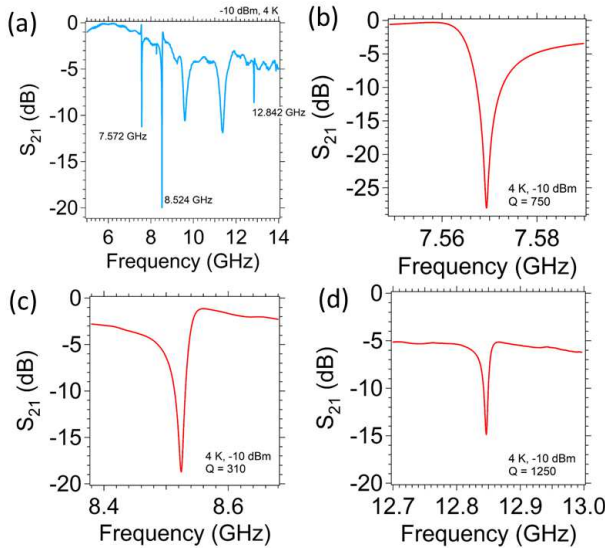 (a)
-10 dBm, 4 K
0
-5
-10
-15
-20
S21 (dB)
7.572 GHz
8.524 GHz
12.842 GHz
6 8 10 12 14
Frequency (GHz)
(b)
0
-5
-10
-15
-20
-25
S21 (dB)
4 K, -10 dBm
Q = 750
7.56 7.58
Frequency (GHz)
(c)
0
-5
-10
-15
-20
S21 (dB)
4 K, -10 dBm
Q = 310
8.4 8.6
Frequency (GHz)
(d)
0
-5
-10
-15
-20
S21 (dB)
4 K, -10 dBm
Q = 1250
12.7 12.8 12.9 13.0
Frequency (GHz)